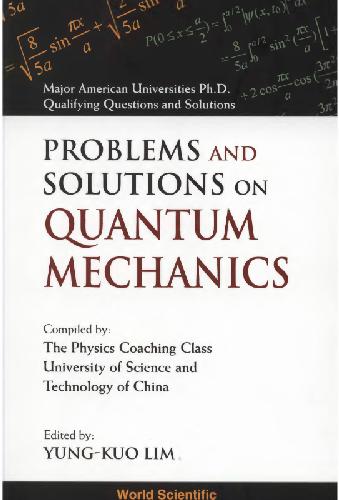 Major American Universities Ph.D.
Qualifying Questions and Solutions
PROBLEMS AND
SOLUTIONS ON
QUANTUM
MECHANICS
Compiled by:
The Physics Coaching Class
University of Science and
Technology of China
Edited by:
YUNG-KUO LIM
World Scientific